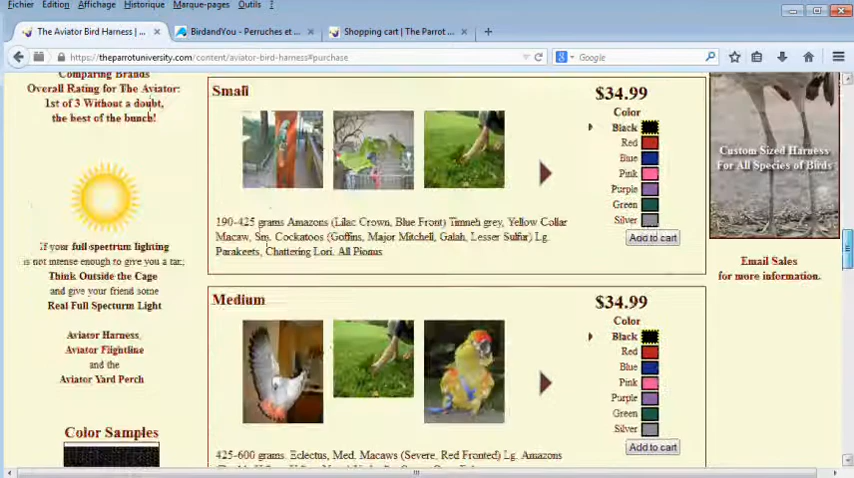 Fichier Edition Affichage Historique Marque-pages Outils ?
The Aviator Bird Harness | ... × BirdandYou - Perruches et ... × Shopping cart | The Parrot ... × +
https://theparrotuniversity.com/content/aviator-bird-harness#purchase
Google
Comparing Brands
Overall Rating for The Aviator:
1st of 3 Without a doubt,
the best of the bunch!
If your full-spectrum lighting
is not intense enough to give you a tan,
Think Outside the Cage
and give your friend some
Real Full Specturm Light
Aviator Harness,
Aviator Flightline
and the
Aviator Yard Perch
Color Samples
Small
$34.99
Color
Black
Red
Blue
Pink
Purple
Green
Silver
Add to cart
190-425 grams Amazons (Lilac Crown, Blue Front) Timneh grey, Yellow Collar
Macaw, Sm. Cockatoos (Goffins, Major Mitchell, Galah, Lesser Sulfur) Lg.
Parakeets, Chattering Lori. All Pionus
Medium
$34.99
Color
Black
Red
Blue
Pink
Purple
Green
Silver
Add to cart
425-600 grams. Eclectus, Med. Macaws (Severe, Red Fronted) Lg. Amazons
Custom Sized Harness
For All Species of Birds
Email Sales
for more information.